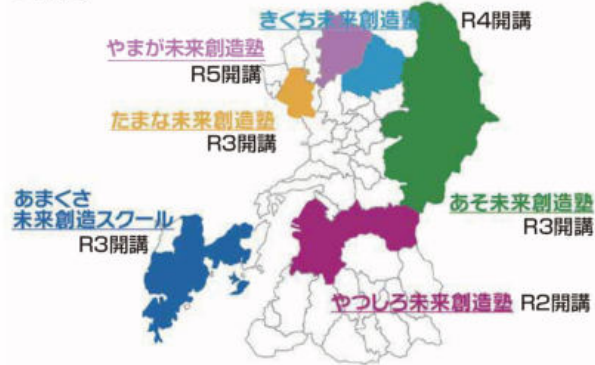 きくち未来創造塾 R4開講
やまが未来創造塾
R5開講
たまな未来創造塾
R3開講
あまくさ
未来創造スクール
R3開講
あそ未来創造塾
R3開講
やつしろ未来創造塾 R2開講